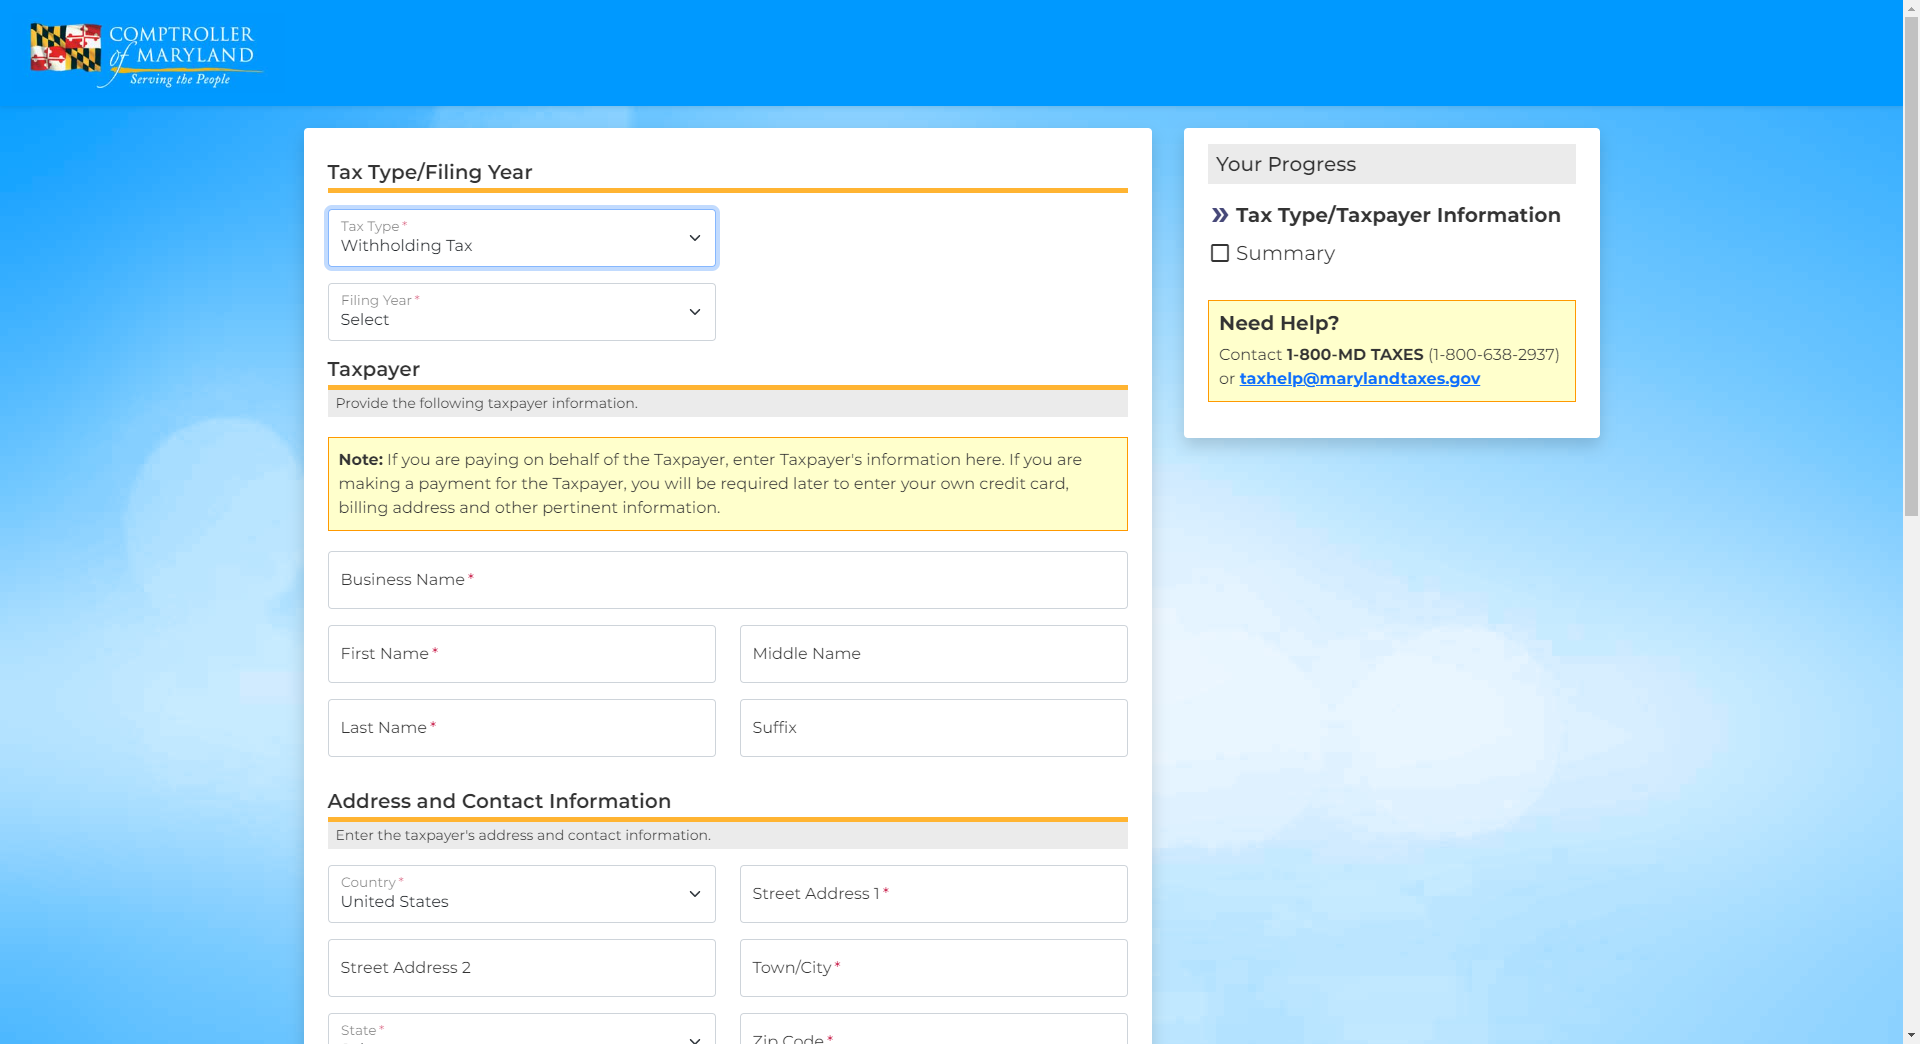 COMPTROLLER
of MARYLAND
Serving the People
Tax Type/Filing Year
Tax Type*
Withholding Tax
Filing Year*
Select
Taxpayer
Provide the following taxpayer information.
Note: If you are paying on behalf of the Taxpayer, enter Taxpayer's information here. If you are
making a payment for the Taxpayer, you will be required later to enter your own credit card,
billing address and other pertinent information.
Business Name*
First Name*
Middle Name
Last Name*
Suffix
Address and Contact Information
Enter the taxpayer's address and contact information.
Country*
United States
Street Address 1*
Street Address 2
Town/City*
State*
Zip Code*
Your Progress
Tax Type/Taxpayer Information
Summary
Need Help?
Contact 1-800-MD TAXES (1-800-638-2937)
or taxhelp@marylandtaxes.gov